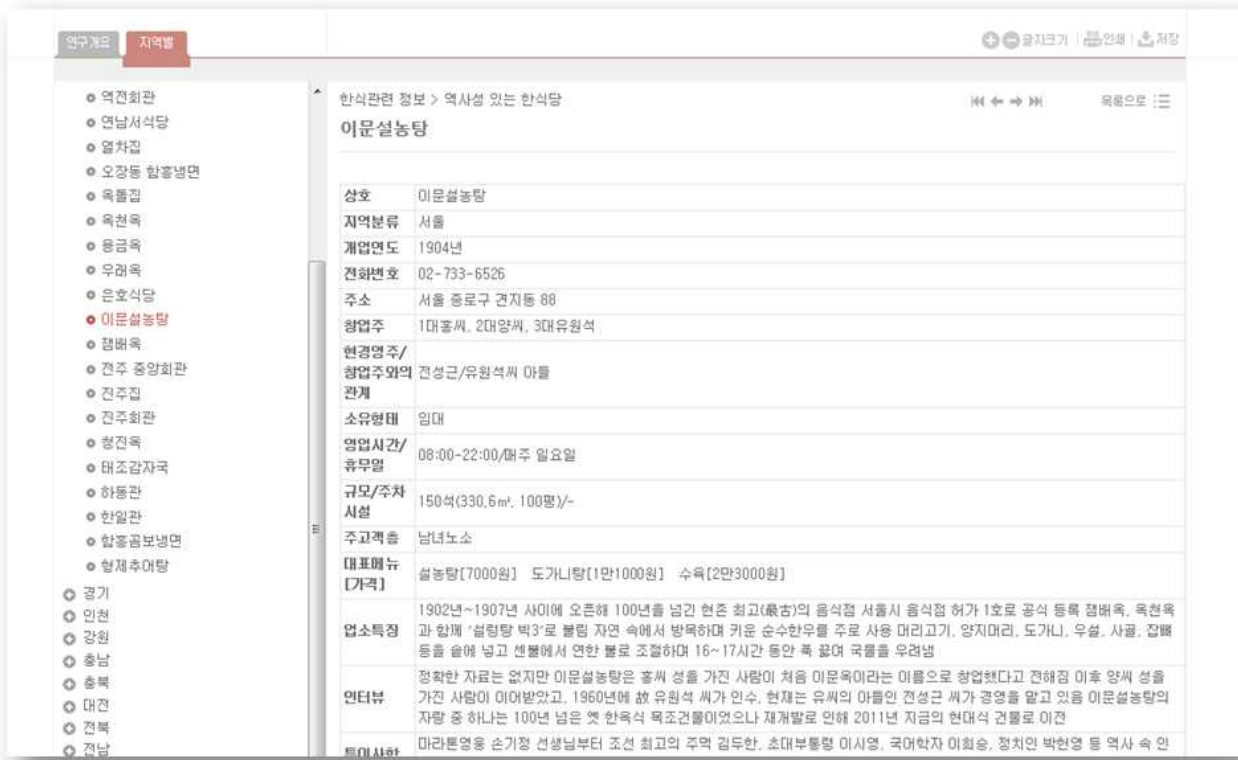 연구개요 지역별
글자크기 인쇄 저장
역전회관
연남서식당
열차집
오장동 함흥냉면
옥돌집
옥천옥
용금옥
우래옥
은호식당
이문설농탕
잼배옥
전주 중앙회관
진주집
진주회관
청진옥
태조감자국
하동관
한일관
함흥곰보냉면
형제추어탕
경기
인천
강원
충남
충북
대전
전북
전남
한식관련 정보 > 역사성 있는 한식당
목록으로
이문설농탕
상호 이문설농탕
지역분류 서울
개업연도 1904년
전화번호 02-733-6526
주소 서울 종로구 견지동 88
창업주 1대홍씨, 2대양씨, 3대유원석
현경영주/
창업주와의 전성근/유원석씨 아들
관계
소유형태 임대
영업시간/
휴무일
08:00-22:00/매주 일요일
규모/주차
시설
150석(330,6㎡, 100평)/-
주고객층 남녀노소
대표메뉴
[가격]
설농탕[7000원] 도가니탕[1만1000원] 수육[2만3000원]
업소특징
1902년~1907년 사이에 오픈해 100년을 넘긴 현존 최고(最古)의 음식점 서울시 음식점 허가 1호로 공식 등록 잼배옥, 옥천옥
과 함께 '설렁탕 빅3'로 불림 자연 속에서 방목하며 키운 순수한우를 주로 사용 머리고기, 양지머리, 도가니, 우설, 사골, 잡뼈
등을 솥에 넣고 센불에서 연한 불로 조절하며 16~17시간 동안 푹 끓여 국물을 우려냄
인터뷰
정확한 자료는 없지만 이문설농탕은 홍씨 성을 가진 사람이 처음 이문옥이라는 이름으로 창업했다고 전해짐 이후 양씨 성을
가진 사람이 이어받았고, 1960년에 故 유원석 씨가 인수, 현재는 유씨의 아들인 전성근 씨가 경영을 맡고 있음 이문설농탕의
자랑 중 하나는 100년 넘은 옛 한옥식 목조건물이었으나 재개발로 인해 2011년 지금의 현대식 건물로 이전
특이사항
마라톤영웅 손기정 선생님부터 조선 최고의 주먹 김두한, 초대부통령 이시영, 국어학자 이희승, 정치인 박헌영 등 역사 속 인